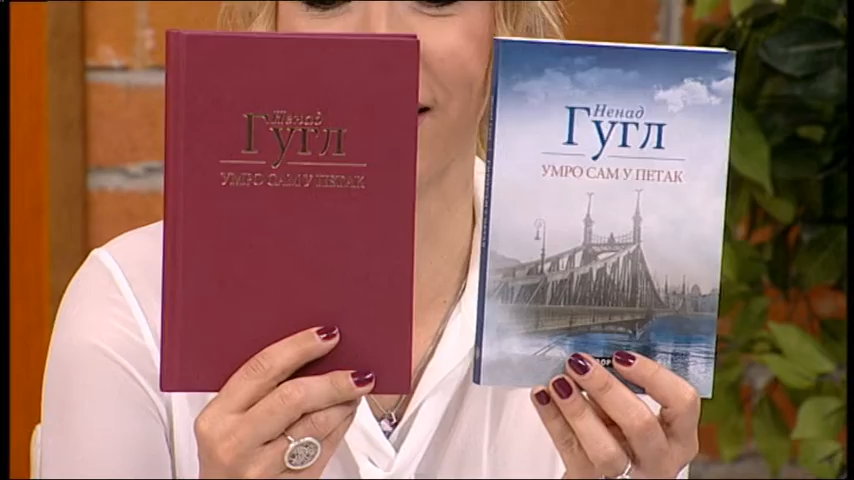 Ненад
Гугл
УМРО САМ У ПЕТАК
Ненад
Гугл
УМРО САМ У ПЕТАК